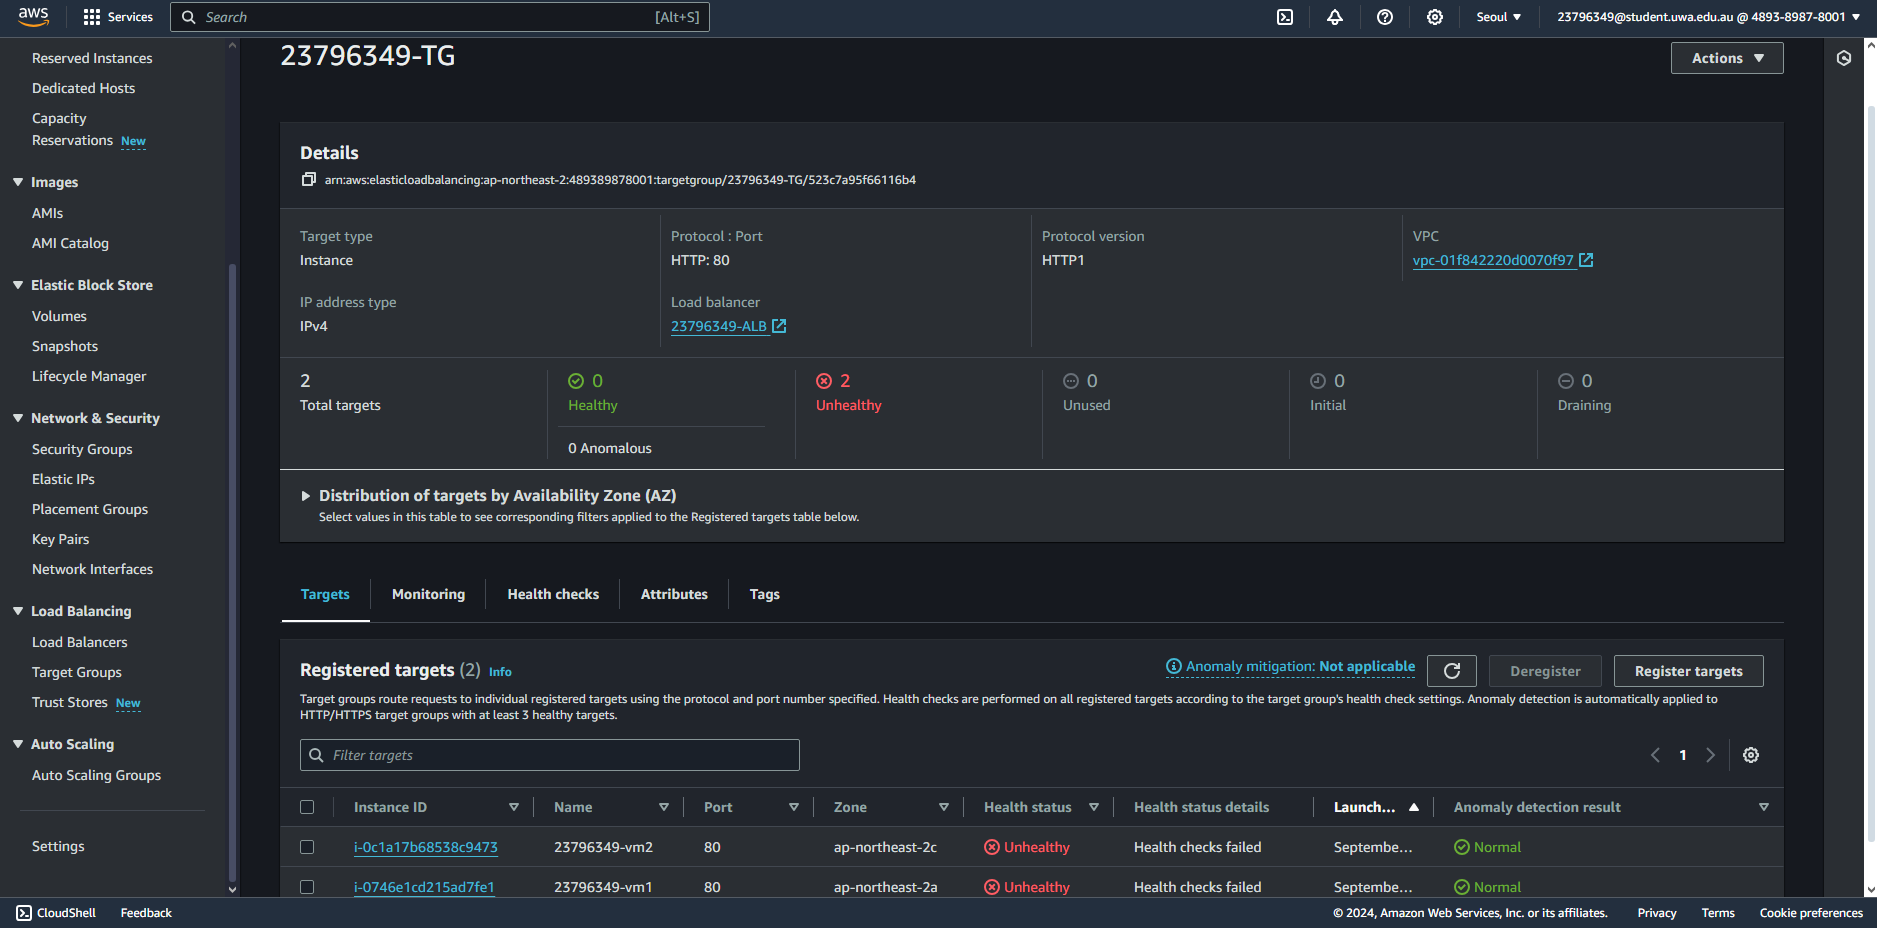 aws
Services
Search
[Alt+S]
Seoul
23796349@student.uwa.edu.au @ 4893-8987-8001
Reserved Instances
Dedicated Hosts
Capacity
Reservations New
Images
AMIs
AMI Catalog
Elastic Block Store
Volumes
Snapshots
Lifecycle Manager
Network & Security
Security Groups
Elastic IPs
Placement Groups
Key Pairs
Network Interfaces
Load Balancing
Load Balancers
Target Groups
Trust Stores New
Auto Scaling
Auto Scaling Groups
Settings
23796349-TG
Actions
Details
arn:aws:elasticloadbalancing:ap-northeast-2:489389878001:targetgroup/23796349-TG/523c7a95f66116b4
Target type
Instance
Protocol : Port
HTTP: 80
Protocol version
HTTP1
VPC
vpc-01f842220d0070f97
IP address type
IPv4
Load balancer
23796349-ALB
2
Total targets
0
Healthy
0 Anomalous
2
Unhealthy
0
Unused
0
Initial
0
Draining
Distribution of targets by Availability Zone (AZ)
Select values in this table to see corresponding filters applied to the Registered targets table below.
Targets
Monitoring
Health checks
Attributes
Tags
Registered targets (2) Info
Anomaly mitigation: Not applicable
Deregister
Register targets
Target groups route requests to individual registered targets using the protocol and port number specified. Health checks are performed on all registered targets according to the target group's health check settings. Anomaly detection is automatically applied to
HTTP/HTTPS target groups with at least 3 healthy targets.
Filter targets
1
Instance ID Name Port Zone Health status Health status details Launch... Anomaly detection result
i-0c1a17b68538c9473 23796349-vm2 80 ap-northeast-2c Unhealthy Health checks failed Septembe... Normal
i-0746e1cd215ad7fe1 23796349-vm1 80 ap-northeast-2a Unhealthy Health checks failed Septembe... Normal
CloudShell
Feedback
© 2024, Amazon Web Services, Inc. or its affiliates.
Privacy
Terms
Cookie preferences